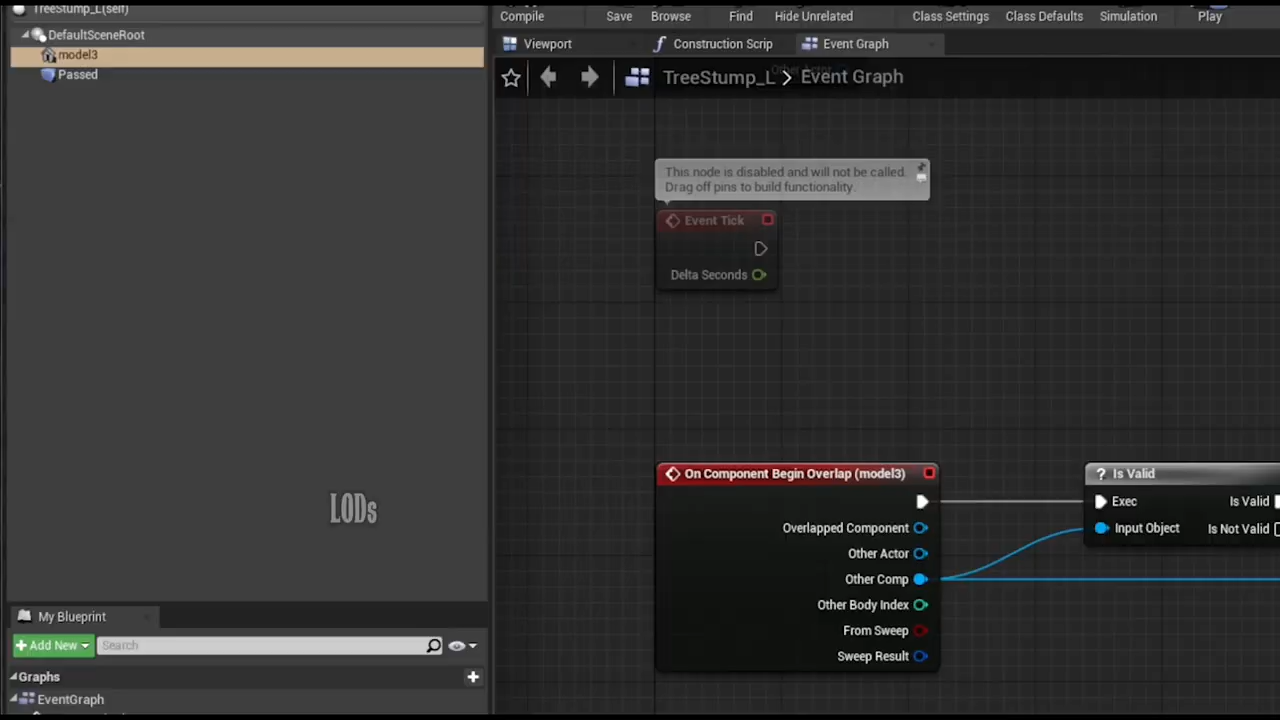 TreeStump_L(self)
DefaultSceneRoot
model3
Passed
LODs
My Blueprint
Add New
Search
Graphs
EventGraph
Compile
Save
Browse
Find
Hide Unrelated
Class Settings
Class Defaults
Simulation
Play
Viewport
Construction Scrip
Event Graph
TreeStump_L > Event Graph
This node is disabled and will not be called.
Drag off pins to build functionality.
Event Tick
Delta Seconds
On Component Begin Overlap (model3)
Overlapped Component
Other Actor
Other Comp
Other Body Index
From Sweep
Sweep Result
? Is Valid
Exec
Is Valid
Input Object
Is Not Valid